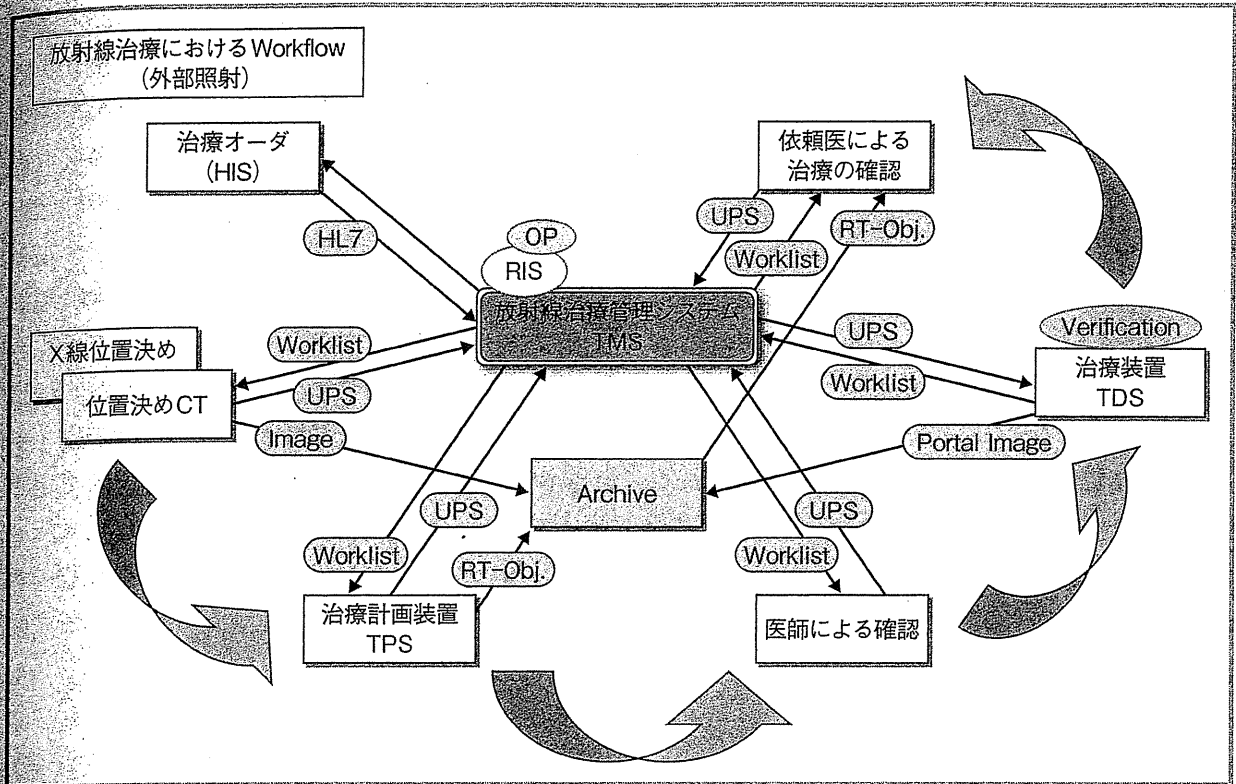 放射線治療におけるWorkflow
（外部照射）
治療オーダ
（HIS）
依頼医による
治療の確認
HL7
OP
RIS
UPS
Worklist
RT-Obj.
放射線治療管理システム
TMS
X線位置決め
位置決めCT
Worklist
UPS
Image
UPS
Worklist
Verification
治療装置
TDS
Portal Image
Archive
UPS
Worklist
RT-Obj.
UPS
Worklist
治療計画装置
TPS
医師による確認